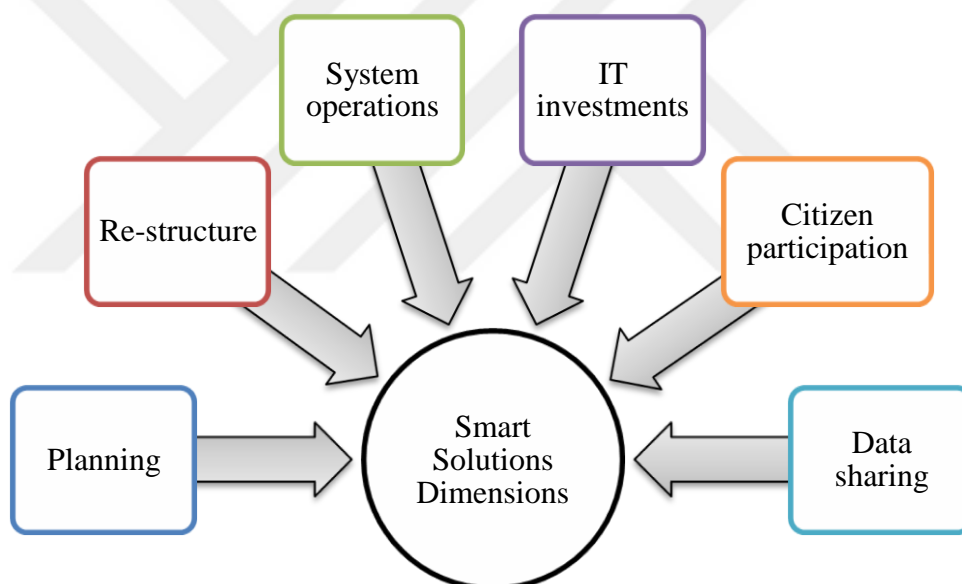 System
operations
IT
investments
Re-structure
Citizen
participation
Planning
Smart
Solutions
Dimensions
Data
sharing